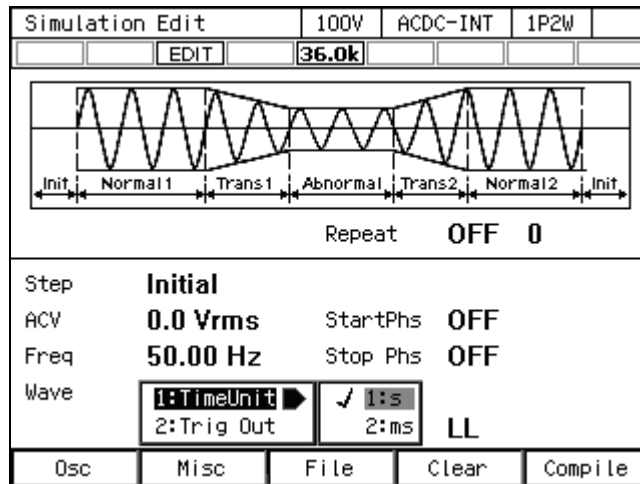 Simulation Edit 100V ACDC-INT 1P2W
EDIT 36.0k
Init Normal1 Trans1 Abnormal Trans2 Normal2 Init
Repeat OFF 0
Step Initial
ACV 0.0 Vrms StartPhs OFF
Freq 50.00 Hz Stop Phs OFF
Wave 1:TimeUnit ✓ 1:s
2:Trig Out 2:ms LL
Osc Misc File Clear Compile